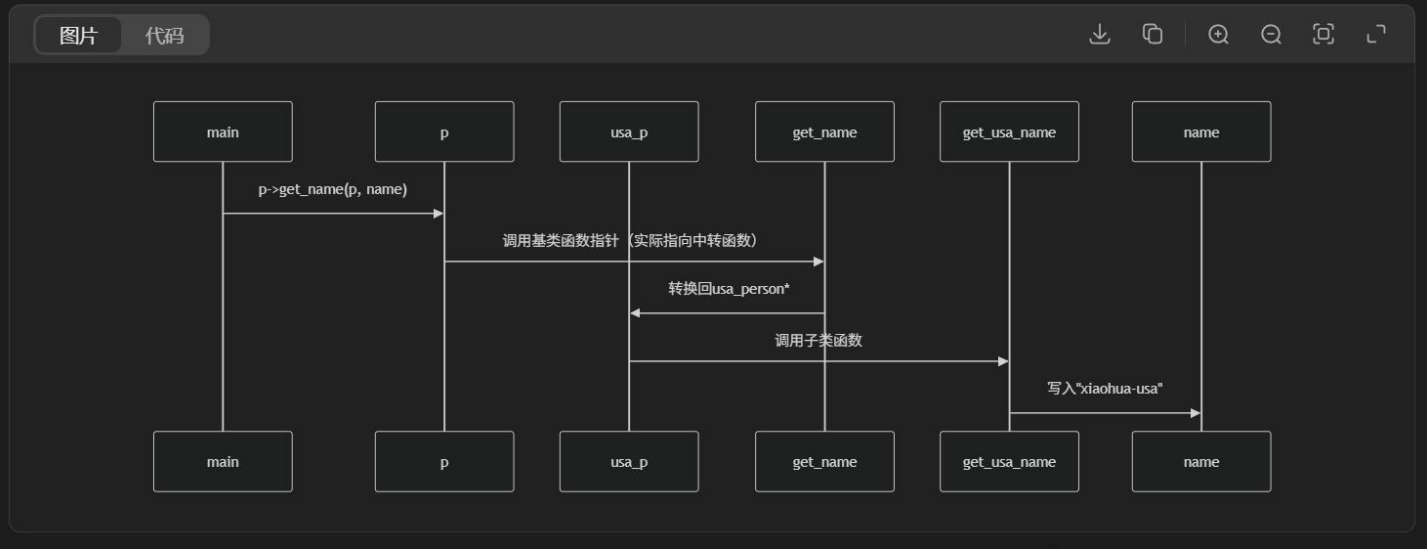 图片 代码
main p usa_p get_name get_usa_name name
p->get_name(p, name)
调用基类函数指针（实际指向中转函数）
转换回usa_person*
调用子类函数
写入"xiaohua-usa"
main p usa_p get_name get_usa_name name